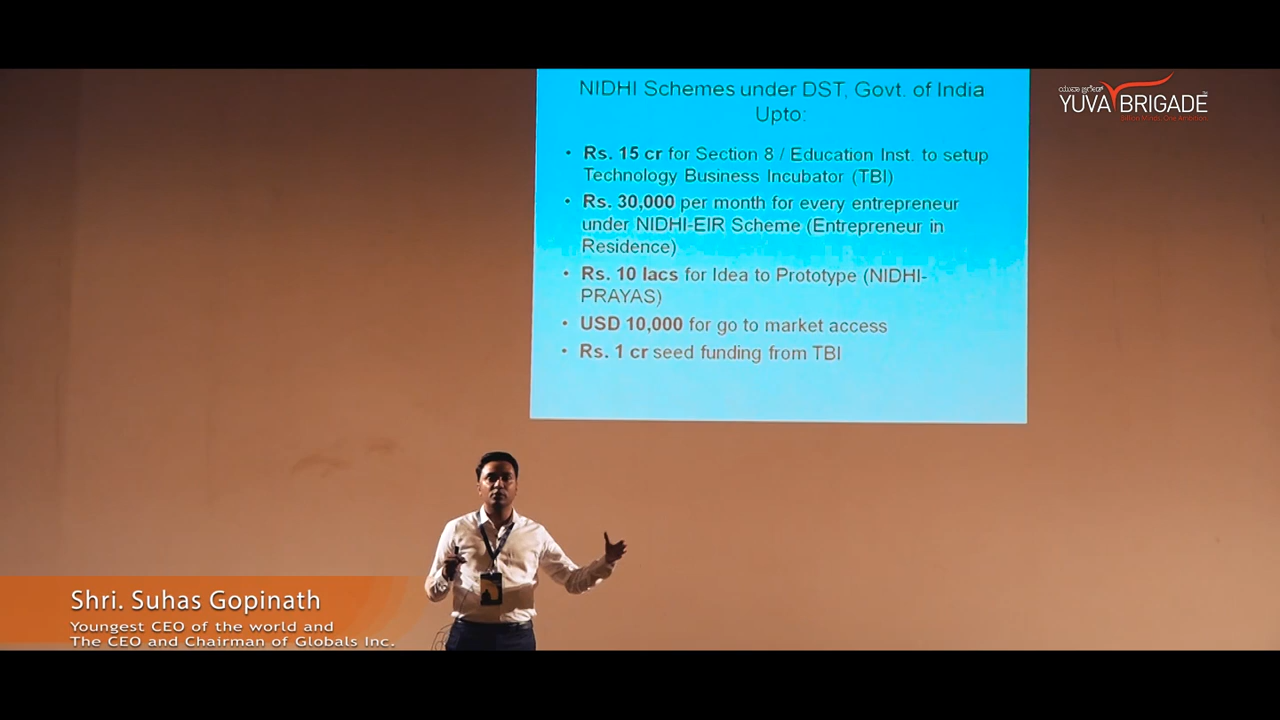 NIDHI Schemes under DST, Govt. of India
Upto:
• Rs. 15 cr for Section 8 / Education Inst. to setup
Technology Business Incubator (TBI)
• Rs. 30,000 per month for every entrepreneur
under NIDHI-EIR Scheme (Entrepreneur in
Residence)
• Rs. 10 lacs for Idea to Prototype (NIDHI-
PRAYAS)
• USD 10,000 for go to market access
• Rs. 1 cr seed funding from TBI
ಯುವಾ ಬ್ರಿಗೇಡ್
YUVA BRIGADE
Billion Minds. One Ambition.
Shri. Suhas Gopinath
Youngest CEO of the world and
The CEO and Chairman of Globals Inc.